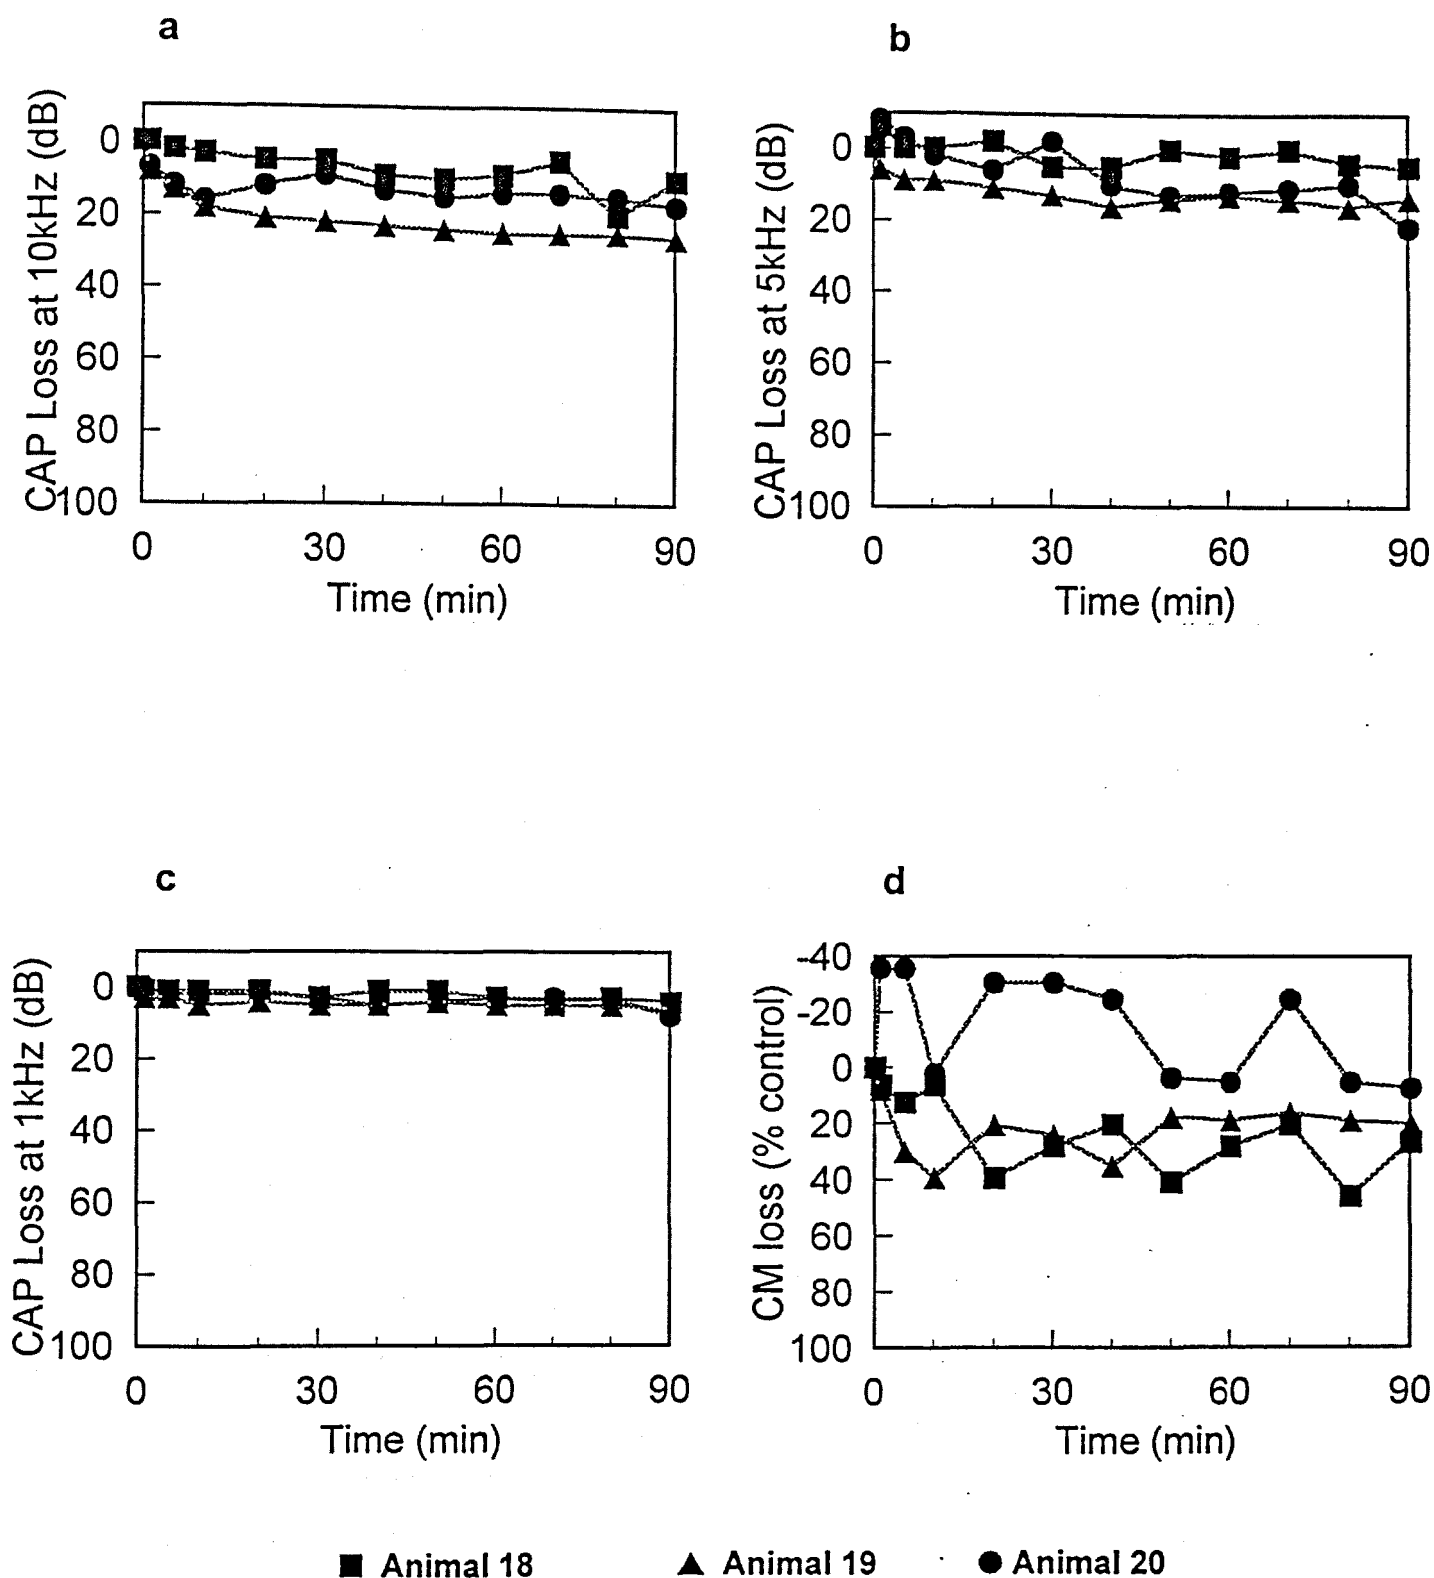 a
CAP Loss at 10kHz (dB)
0
20
40
60
80
100
0 30 60 90
Time (min)
b
CAP Loss at 5kHz (dB)
0
20
40
60
80
100
0 30 60 90
Time (min)
c
CAP Loss at 1kHz (dB)
0
20
40
60
80
100
0 30 60 90
Time (min)
d
CM loss (% control)
-40
-20
0
20
40
60
80
100
0 30 60 90
Time (min)
Animal 18 Animal 19 Animal 20